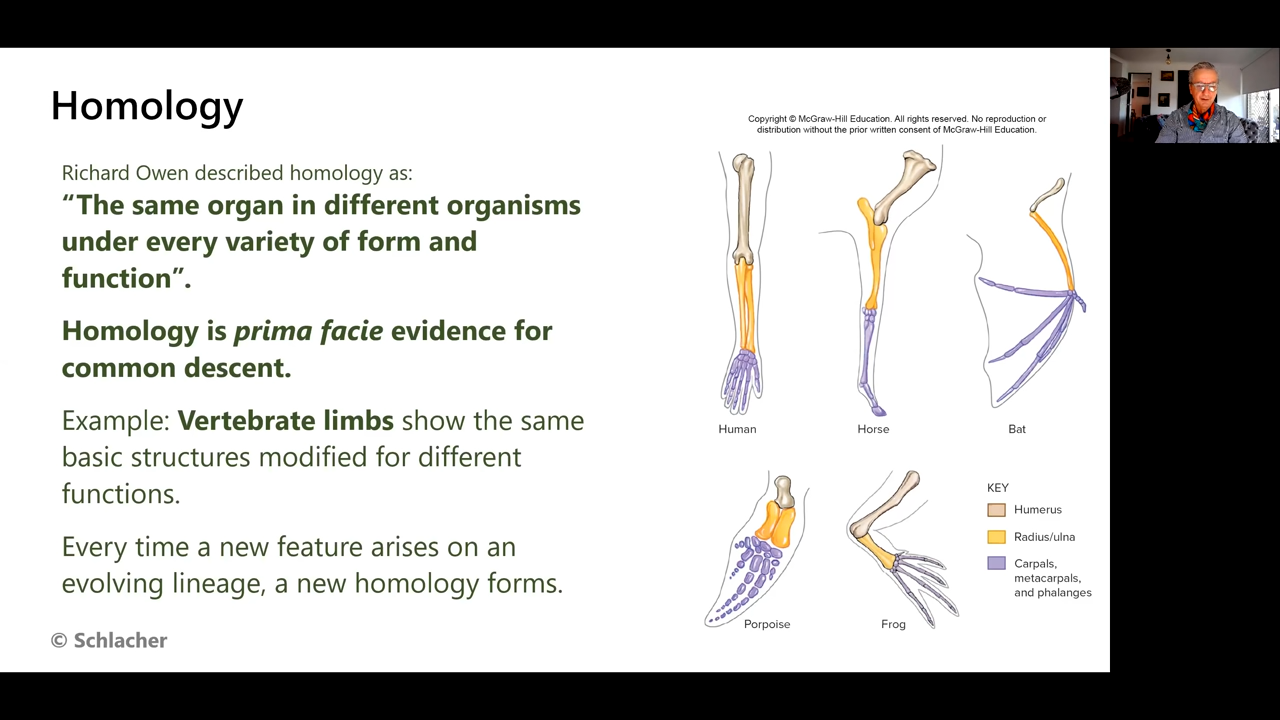 Homology
Richard Owen described homology as:
“The same organ in different organisms
under every variety of form and
function”.
Homology is prima facie evidence for
common descent.
Example: Vertebrate limbs show the same
basic structures modified for different
functions.
Every time a new feature arises on an
evolving lineage, a new homology forms.
© Schlacher
Copyright © McGraw-Hill Education. All rights reserved. No reproduction or
distribution without the prior written consent of McGraw-Hill Education.
Human
Horse
Bat
Porpoise
Frog
KEY
Humerus
Radius/ulna
Carpals,
metacarpals,
and phalanges